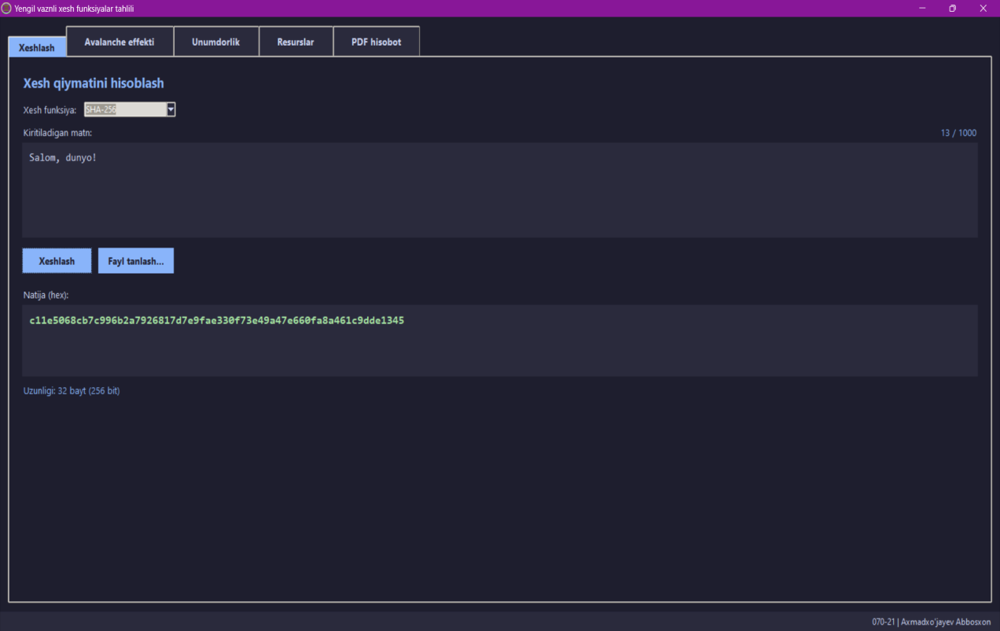 Yengil vaznli xesh funksiyalar tahlili
Xeshlash Avalanche effekti Unumdorlik Resurslar PDF hisobot
Xesh qiymatini hisoblash
Xesh funksiya: SHA-256
Kiritiladigan matn: 13 / 1000
Salom, dunyo!
Xeshlash Fayl tanlash...
Natija (hex):
c11e5068cb7c996b2a7926817d7e9fae330f73e49a47e660fa8a461c9dde1345
Uzunligi: 32 bayt (256 bit)
070-21 | Axmadxo'jayev Abbosxon